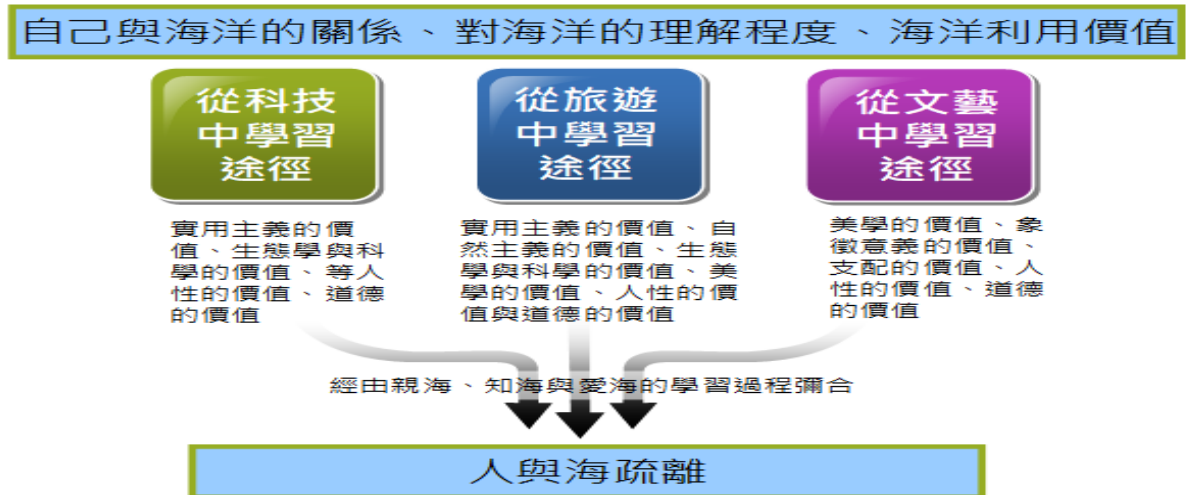 自己與海洋的關係、對海洋的理解程度、海洋利用價值
從科技
中學習
途徑
從旅遊
中學習
途徑
從文藝
中學習
途徑
實用主義的價
值、生態學與科
學的價值、等人
性的價值、道德
的價值
實用主義的價值、自
然主義的價值、生態
學與科學的價值、美
學的價值、人性的價
值與道德的價值
美學的價值、象
徵意義的價值、
支配的價值、人
性的價值、道德
的價值
經由親海、知海與愛海的學習過程彌合
人與海疏離